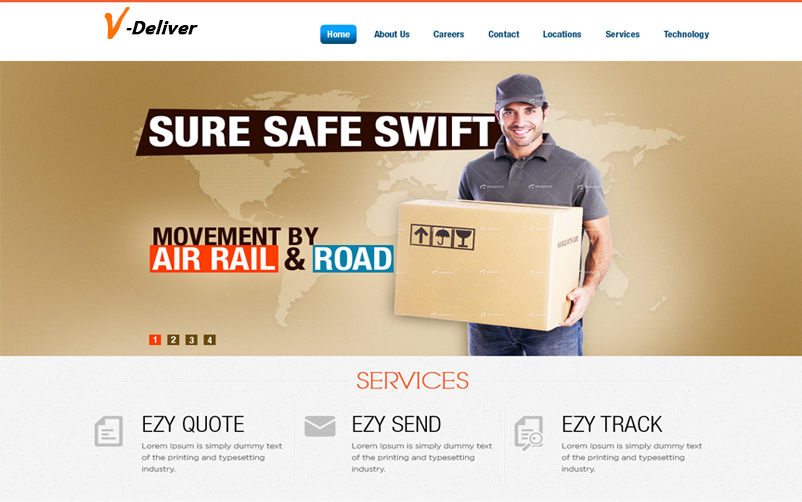 V-Deliver
Home About Us Careers Contact Locations Services Technology
SURE SAFE SWIFT
MOVEMENT BY
AIR RAIL & ROAD
1 2 3 4
SERVICES
EZY QUOTE
Lorem Ipsum is simply dummy text
of the printing and typesetting
industry.
EZY SEND
Lorem Ipsum is simply dummy text
of the printing and typesetting
industry.
EZY TRACK
Lorem Ipsum is simply dummy text
of the printing and typesetting
industry.